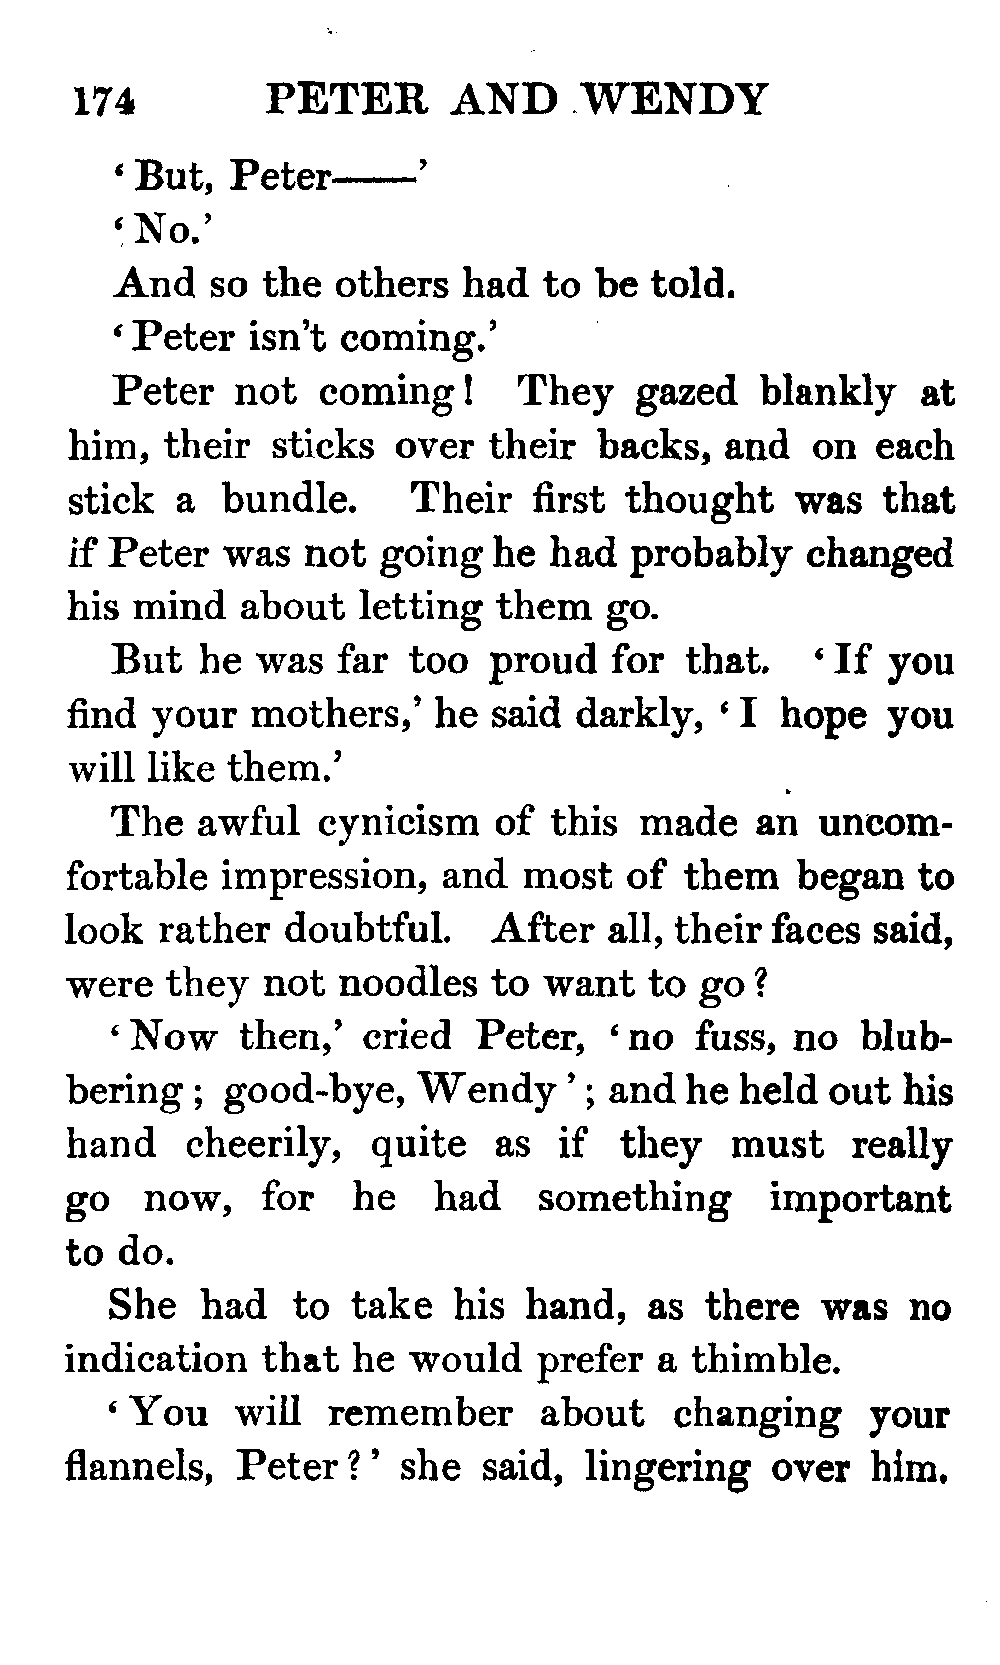 174 PETER AND WENDY
‘ But, Peter——’
‘ No.’
And so the others had to be told.
‘ Peter isn’t coming.’
Peter not coming! They gazed blankly at
him, their sticks over their backs, and on each
stick a bundle. Their first thought was that
if Peter was not going he had probably changed
his mind about letting them go.
But he was far too proud for that. ‘ If you
find your mothers,’ he said darkly, ‘ I hope you
will like them.’
The awful cynicism of this made an uncom-
fortable impression, and most of them began to
look rather doubtful. After all, their faces said,
were they not noodles to want to go ?
‘ Now then,’ cried Peter, ‘ no fuss, no blub-
bering ; good-bye, Wendy ’ ; and he held out his
hand cheerily, quite as if they must really
go now, for he had something important
to do.
She had to take his hand, as there was no
indication that he would prefer a thimble.
‘ You will remember about changing your
flannels, Peter ? ’ she said, lingering over him.